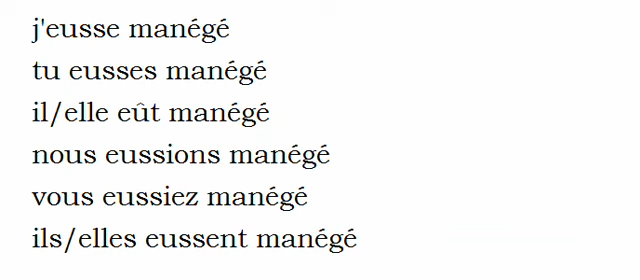 j'eusse manégé
tu eusses manégé
il/elle eût manégé
nous eussions manégé
vous eussiez manégé
ils/elles eussent manégé